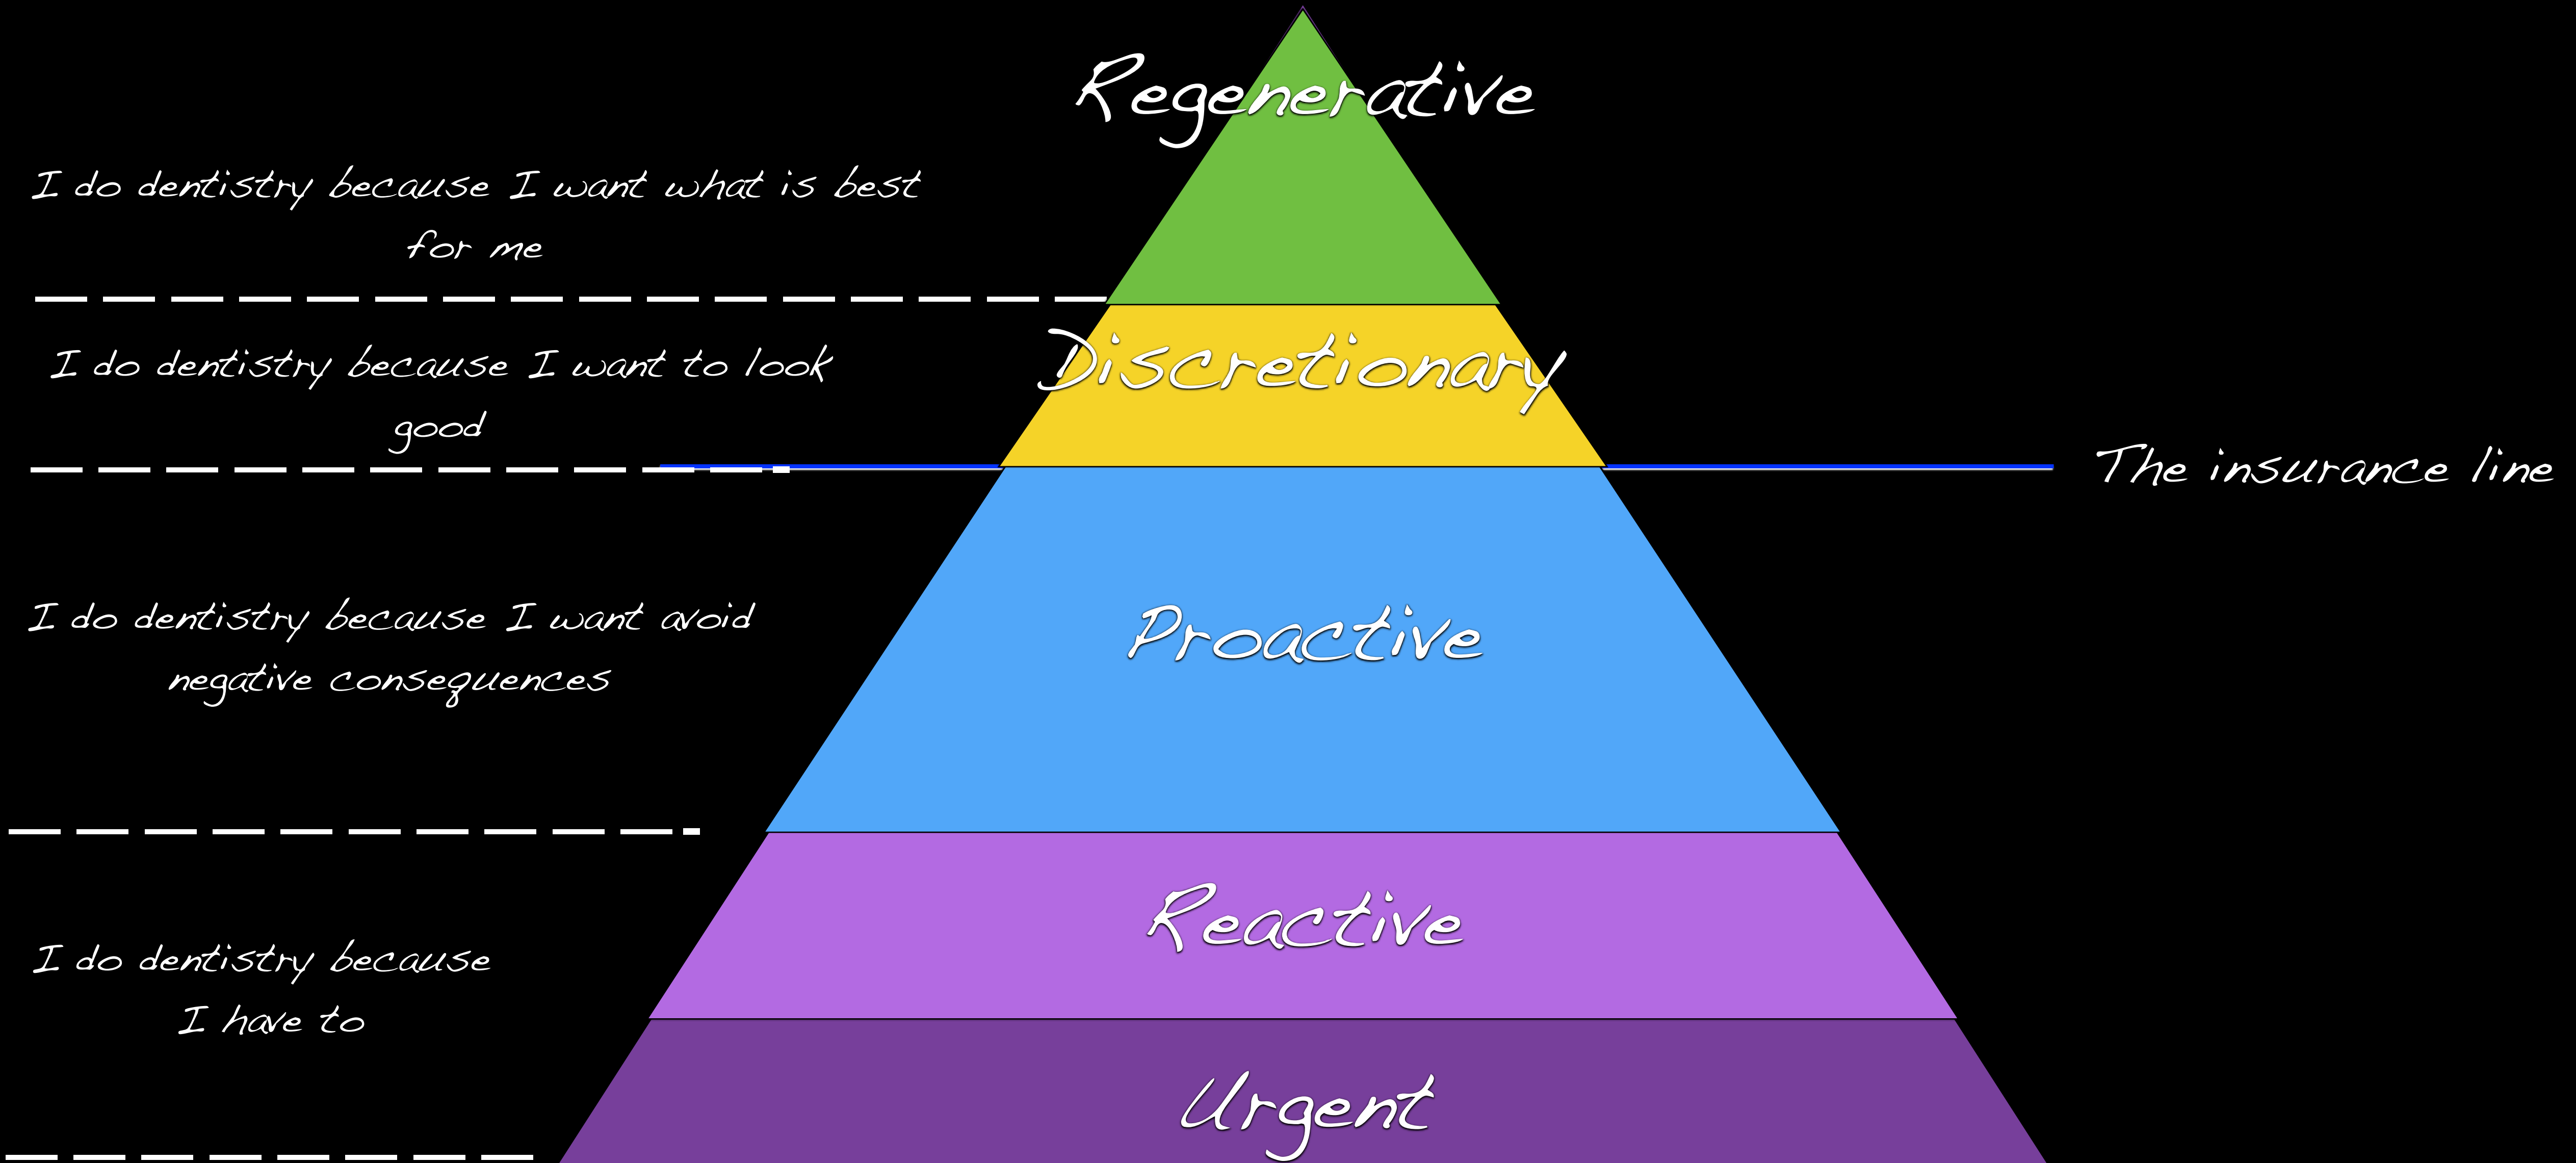 Regenerative
I do dentistry because I want what is best
for me
Discretionary
I do dentistry because I want to look
good
The insurance line
I do dentistry because I want avoid
negative consequences
Proactive
Reactive
I do dentistry because
I have to
Urgent